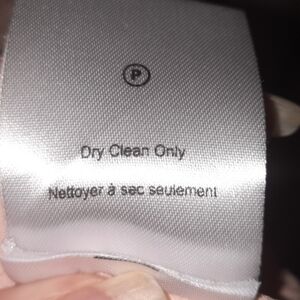 P
Dry Clean Only
Nettoyer à sec seulement